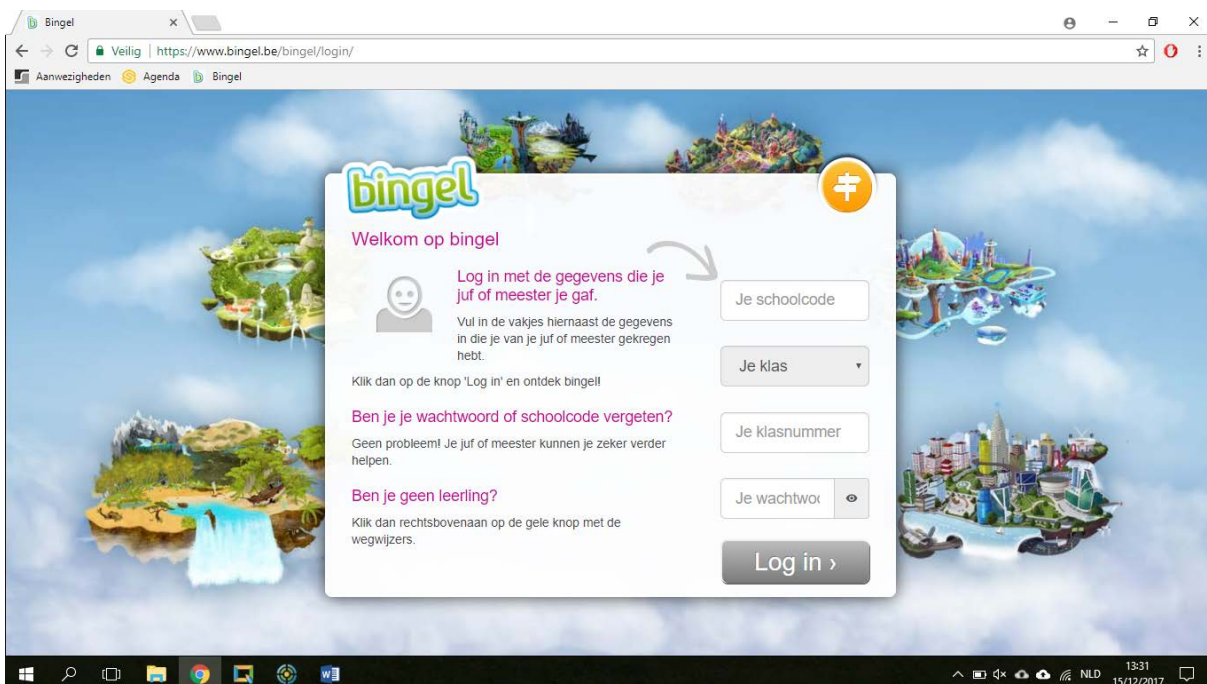 Bingel
Veilig | https://www.bingel.be/bingel/login/
Aanwezigheden Agenda Bingel
bingel
Welkom op bingel
Log in met de gegevens die je
juf of meester je gaf.
Vul in de vakjes hiernaast de gegevens
in die je van je juf of meester gekregen
hebt.
Klik dan op de knop 'Log in' en ontdek bingel!
Ben je je wachtwoord of schoolcode vergeten?
Geen probleem! Je juf of meester kunnen je zeker verder
helpen.
Ben je geen leerling?
Klik dan rechtsbovenaan op de gele knop met de
wegwijzers.
Je schoolcode
Je klas
Je klasnummer
Je wachtwoo
Log in ›
NLD
13:31
15/12/2017